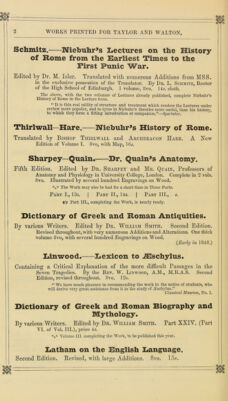 2 WORKS PRINTED FOR TAYLOR AND WALTON,
Schmitz.—Niebuhr's Lectures on the History
of Rome from the Earliest Times to the
First Punic War.
Edited by Dr. M. Isler. Translated with numerous Additions from MSS.
in the exclusive possession of the Translator. By Dr. L. Schmitz, Rector
of the High School of Edinburgh. 1 volume, 8vo, 14s. cloth.
The above, with the two volumes of Lectures already published, complete Niebuhr's
History of Rome in the Lecture form.
"It is this real utility of structure and treatment which renders the Lectures under
review more popular, and in some degree more useful, than his history,
to which they form a fitting introduction or companion."—Spectator.
Thirlwall—Hare.—Niebuhr's History of Rome.
Translated by Bishop Thirlwall and Archdeacon Hare. A New
Edition of Volume I. 8vo, with Map, 16s.
Sharpey—Quain.—Dr. Quain's Anatomy.
Fifth Edition. Edited by Dr. Sharpey and Mr. Quain, Professors of
Anatomy and Physiology in University College, London. Complete in 2 vols.
8vo. Illustrated by several hundred Engravings on Wood.
*⁎* The Work may also be had for a short time in Three Parts.
Part I., 13s. | Part II., 14s. | Part III., s.
Part III., completing the Work, is nearly ready.
Dictionary of Greek and Roman Antiquities.
By various Writers. Edited by Dr. William Smith. Second Edition.
Revised throughout, with very numerous Additions and Alterations. One thick
volume 8vo, with several hundred Engravings on Wood.
(Early in 1848.)
Linwood.—Lexicon to Æschylus.
Containing a Critical Explanation of the more difficult Passages in the
Seven Tragedies. By the Rev. W. Linwood, A.M., M.R.A.S. Second
Edition, revised throughout. 8vo. 15s.
"We have much pleasure in recommending the work to the notice of students, who
will derive very great assistance from it in the study of Æschylus."
Classical Museum, No. 1.
Dictionary of Greek and Roman Biography and
Mythology.
By various Writers. Edited by Dr. William Smith. Part XXIV. (Part
VI. of Vol. III.), price 4s.
*⁎* Volume III. completing the Work, to be published this year.
Latham on the English Language.
Second Edition. Revised, with large Additions. 8vo. 15s.